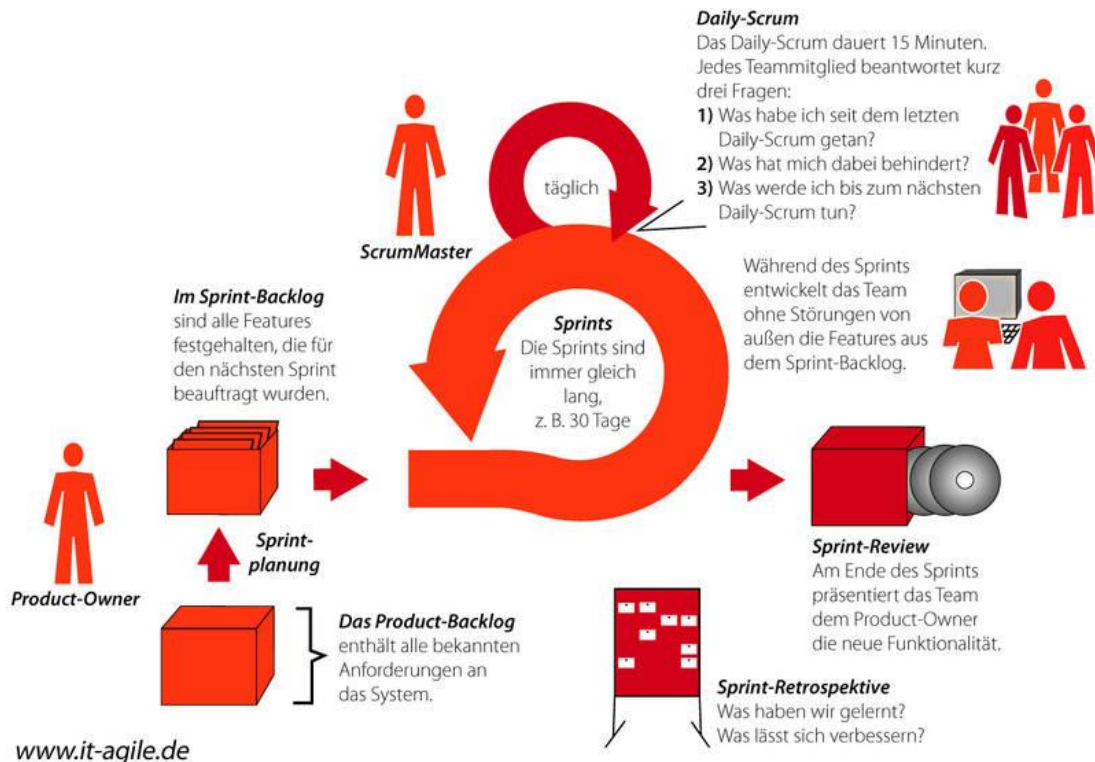 Daily-Scrum
Das Daily-Scrum dauert 15 Minuten.
Jedes Teammitglied beantwortet kurz
drei Fragen:
1) Was habe ich seit dem letzten
Daily-Scrum getan?
2) Was hat mich dabei behindert?
3) Was werde ich bis zum nächsten
Daily-Scrum tun?
täglich
ScrumMaster
Während des Sprints
entwickelt das Team
ohne Störungen von
außen die Features aus
dem Sprint-Backlog.
Im Sprint-Backlog
sind alle Features
festgehalten, die für
den nächsten Sprint
beauftragt wurden.
Sprints
Die Sprints sind
immer gleich
lang,
z. B. 30 Tage
Product-Owner
Sprint-
planung
Das Product-Backlog
enthält alle bekannten
Anforderungen an
das System.
Sprint-Review
Am Ende des Sprints
präsentiert das Team
dem Product-Owner
die neue Funktionalität.
Sprint-Retrospektive
Was haben wir gelernt?
Was lässt sich verbessern?
www.it-agile.de